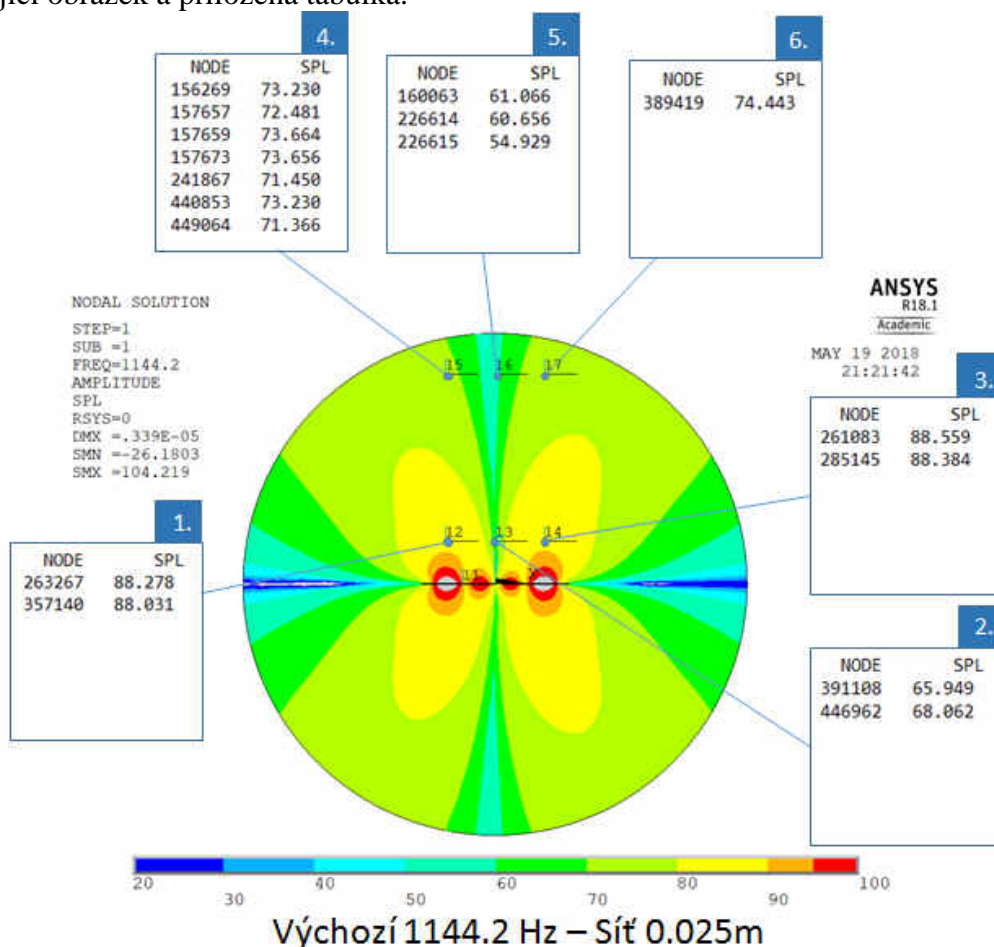 jící obrázek a přiložená tabulka.
4.
NODE SPL
156269 73.230
157657 72.481
157659 73.664
157673 73.656
241867 71.450
440853 73.230
449064 71.366
5.
NODE SPL
160063 61.066
226614 60.656
226615 54.929
6.
NODE SPL
389419 74.443
NODAL SOLUTION
STEP=1
SUB =1
FREQ=1144.2
AMPLITUDE
SPL
RSYS=0
DMX =.339E-05
SMN =-26.1803
SMX =104.219
ANSYS
R18.1
Academic
MAY 19 2018
21:21:42
15 16 17
3.
NODE SPL
261083 88.559
285145 88.384
1.
NODE SPL
263267 88.278
357140 88.031
12 13 14
11
2.
NODE SPL
391108 65.949
446962 68.062
20 30 40 50 60 70 80 90 100
Výchozí 1144.2 Hz – Síť 0.025m